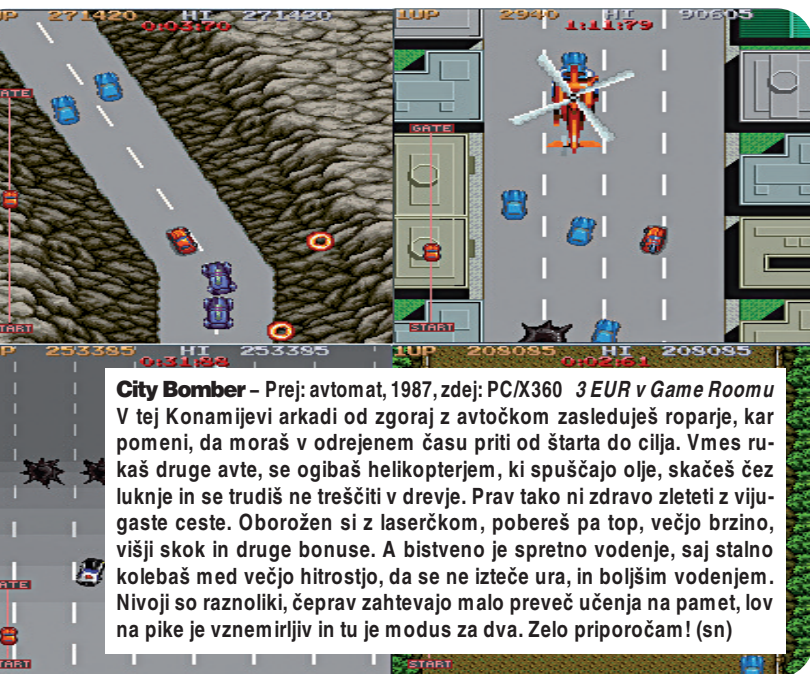 UP 271420 HI 271420
0:03:70
GATE
START
1UP 2940 HI 90605
1:11:79
GATE
START
P 253385 HI 253385
0:31:88
GATE
START
1UP 208085 HI 208085
0:02:61
START
City Bomber – Prej: avtomat, 1987, zdej: PC/X360 3 EUR v Game Roomu
V tej Konamijevi arkadi od zgoraj z avtočkom zasleduješ roparje, kar
pomeni, da moraš v odrejenem času priti od štarta do cilja. Vmes ru-
kaš druge avte, se ogibaš helikopterjem, ki spuščajo olje, skačeš čez
luknje in se trudiš ne treščiti v drevje. Prav tako ni zdravo zleteti z viju-
gaste ceste. Oborožen si z laserčkom, pobereš pa top, večjo brzino,
višji skok in druge bonuse. A bistveno je spretno vodenje, saj stalno
kolebaš med večjo hitrostjo, da se ne izteče ura, in boljšim vodenjem.
Nivoji so raznoliki, čeprav zahtevajo malo preveč učenja na pamet, lov
na pike je vznemirljiv in tu je modus za dva. Zelo priporočam! (sn)